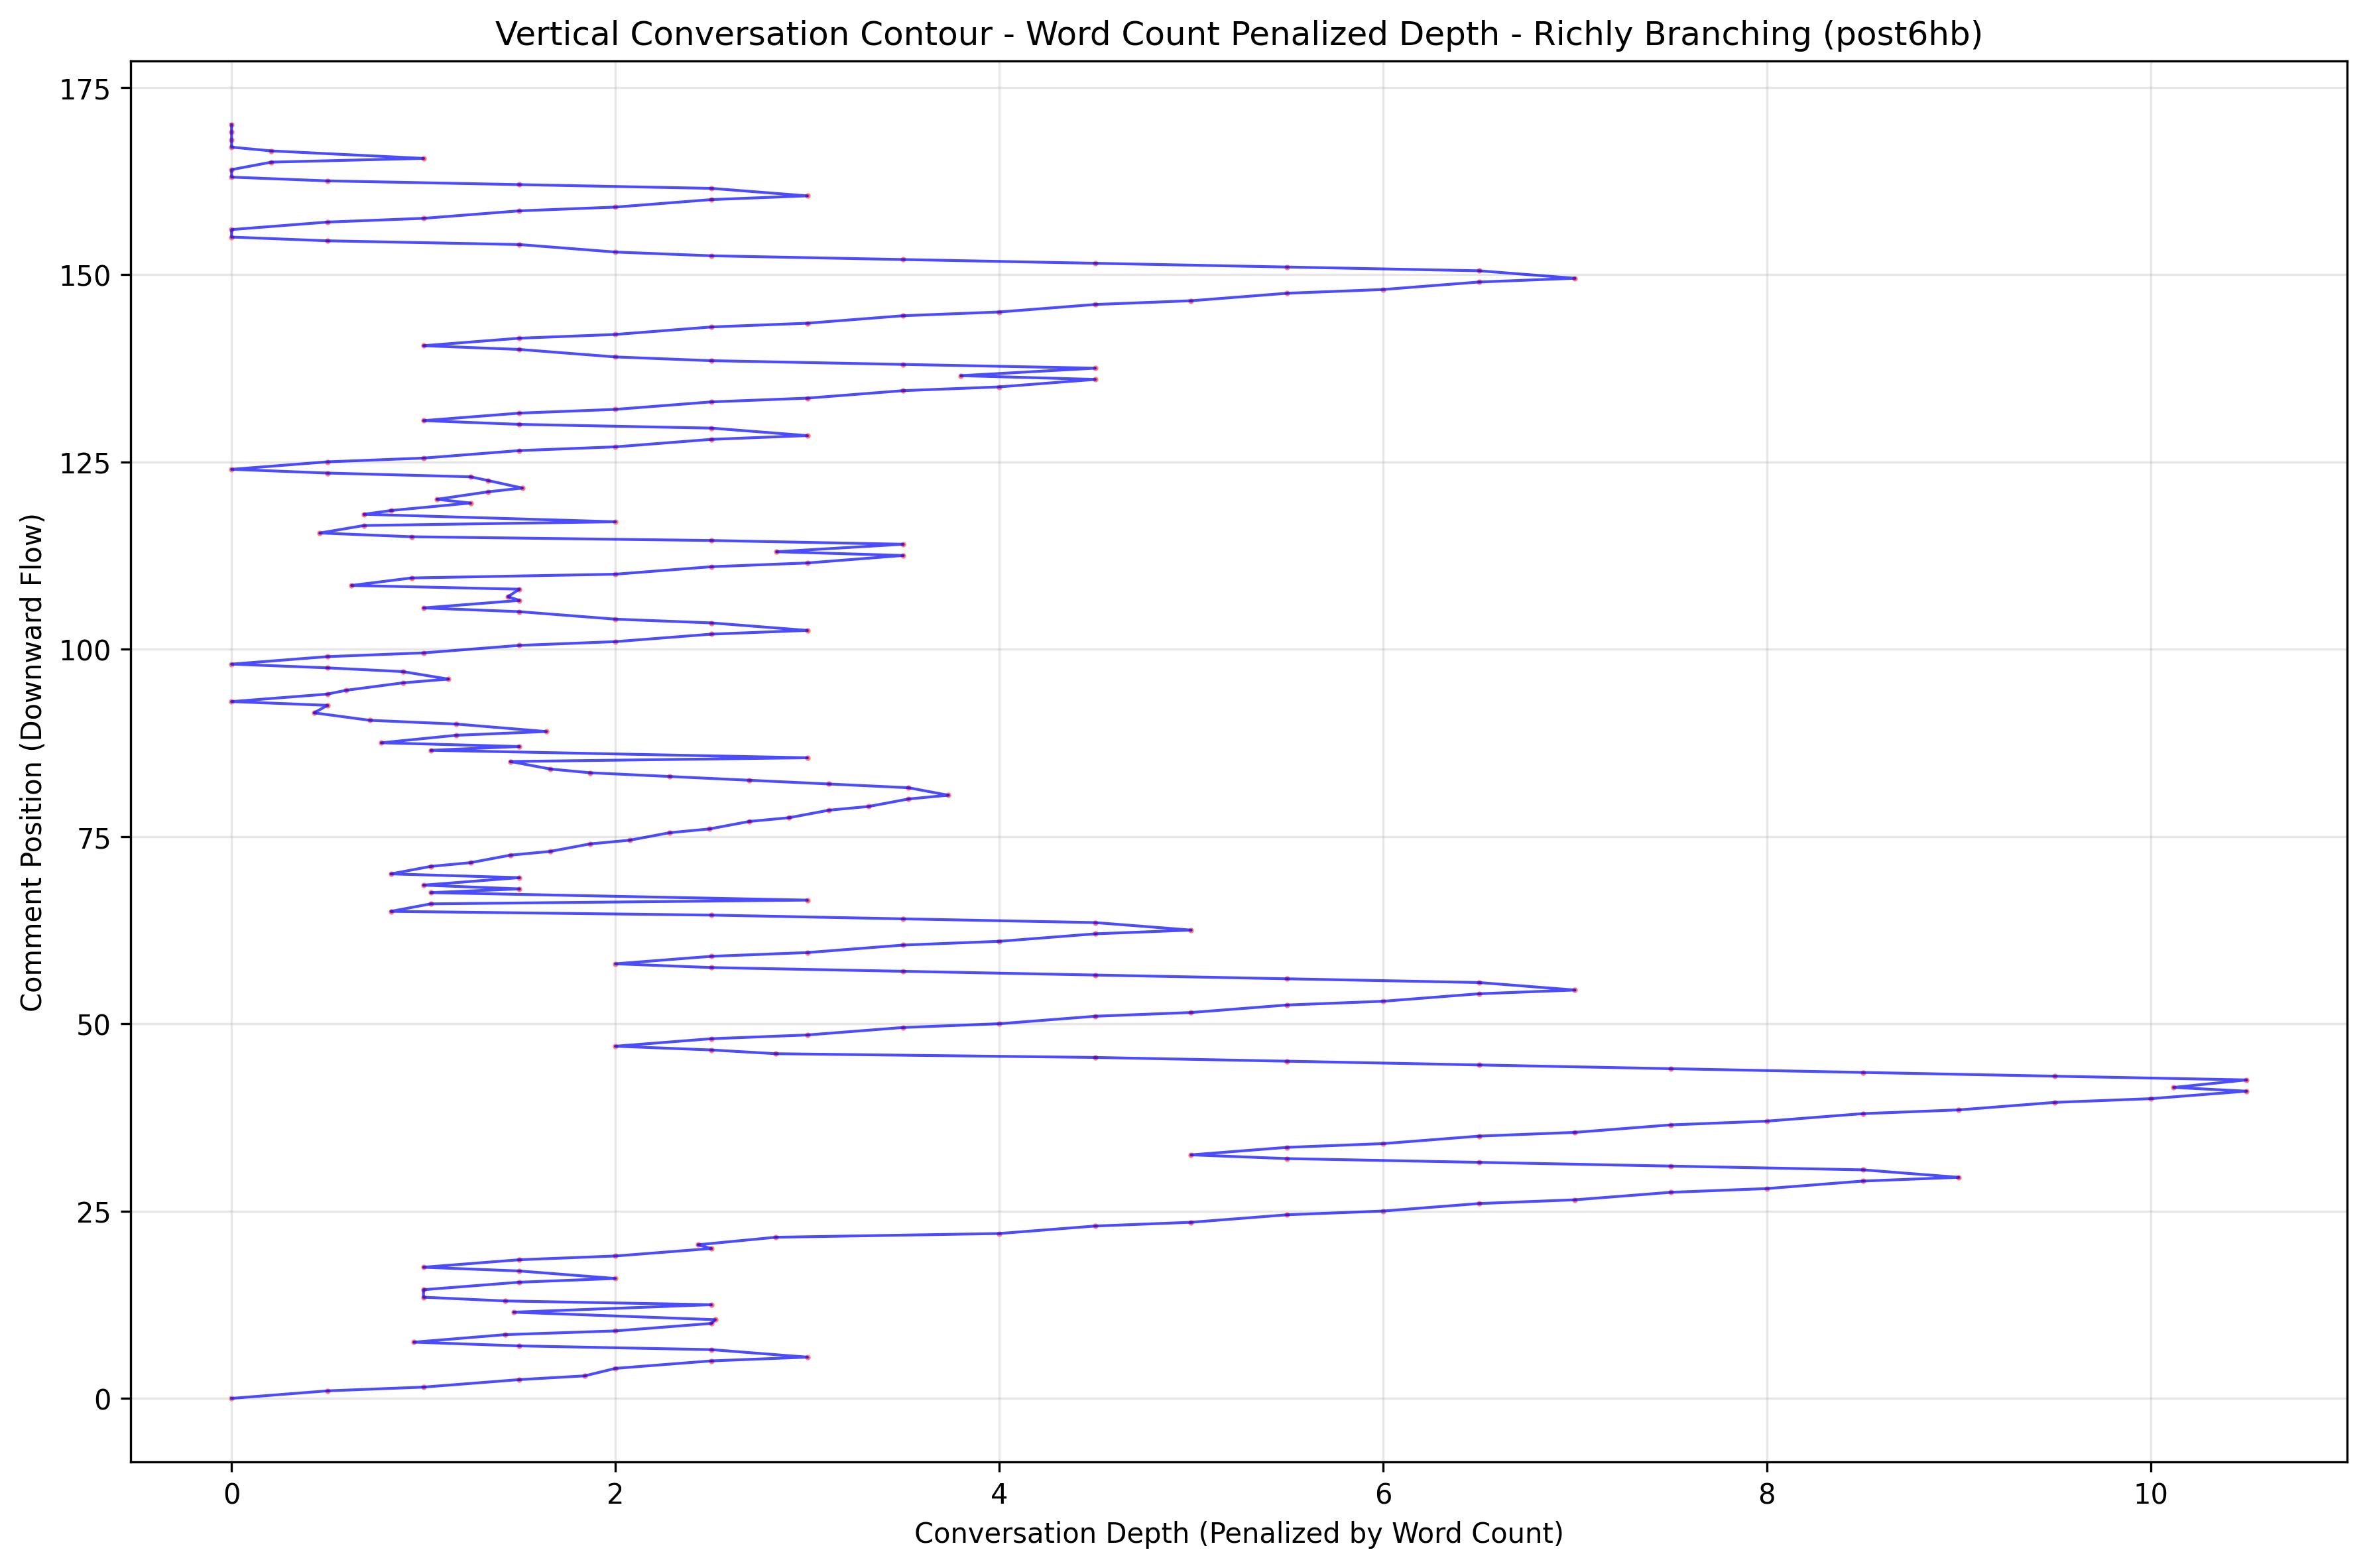 Vertical Conversation Contour - Word Count Penalized Depth - Richly Branching (post6hb)
175
150
125
100
75
50
25
0
Comment Position (Downward Flow)
0 2 4 6 8 10
Conversation Depth (Penalized by Word Count)